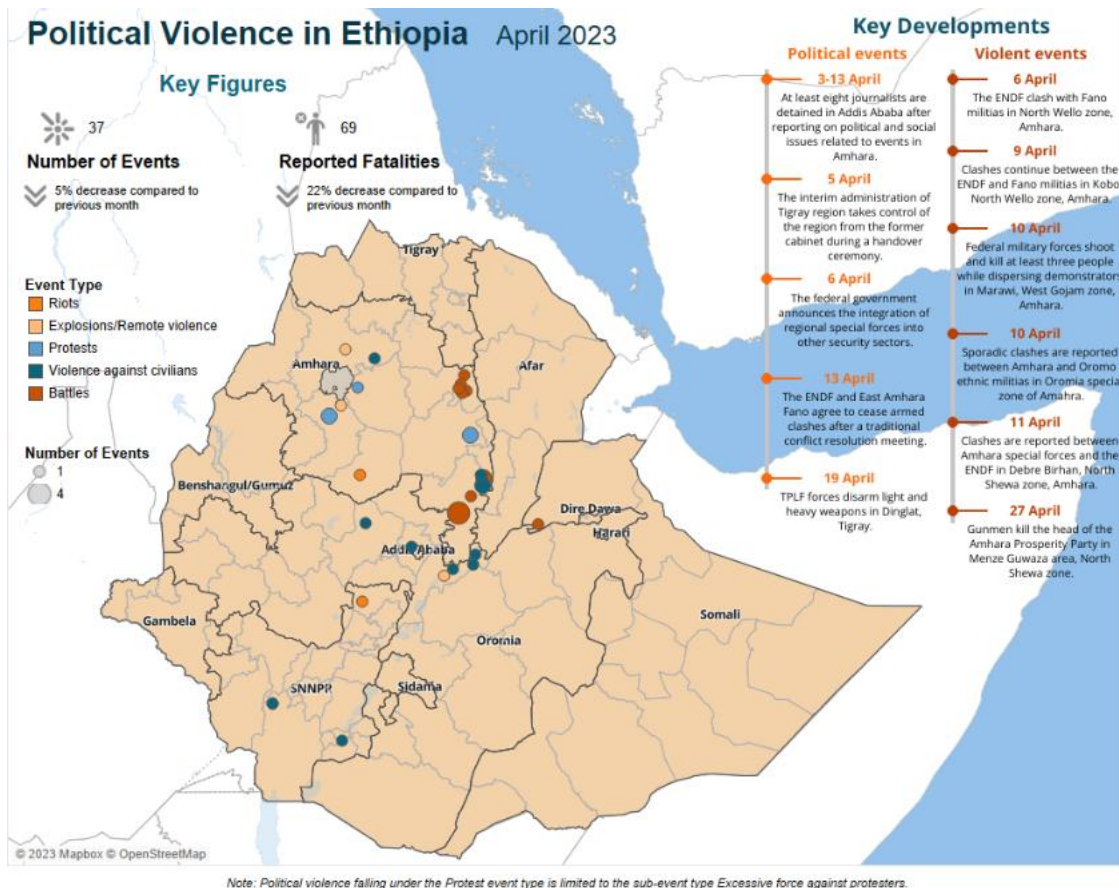 Political Violence in Ethiopia April 2023
Key Figures
37
Number of Events
5% decrease compared to
previous month
69
Reported Fatalities
22% decrease compared to
previous month
Event Type
Riots
Explosions/Remote violence
Protests
Violence against civilians
Battles
Number of Events
1
4
Tigray
Amhara
Afar
Benshangul/Gumuz
Dire Dawa
Harari
Addis Ababa
Gambela
Somali
Oromia
SNNPR
Sidama
Key Developments
Political events
3-13 April
At least eight journalists are
detained in Addis Ababa after
reporting on political and social
issues related to events in
Amhara.
5 April
The interim administration of
Tigray region takes control of
the region from the former
cabinet during a handover
ceremony.
6 April
The federal government
announces the integration of
regional special forces into
other security sectors.
13 April
The ENDF and East Amhara
Fano agree to cease armed
clashes after a traditional
conflict resolution meeting.
19 April
TPLF forces disarm light and
heavy weapons in Dinglat,
Tigray.
Violent events
6 April
The ENDF clash with Fano
militias in North Wello zone,
Amhara.
9 April
Clashes continue between the
ENDF and Fano militias in Kobo,
North Wello zone, Amhara.
10 April
Federal military forces shoot
and kill at least three people
while dispersing demonstrators
in Marawi, West Gojam zone,
Amhara.
10 April
Sporadic clashes are reported
between Amhara and Oromo
ethnic militias in Oromia special
zone of Amahra.
11 April
Clashes are reported between
Amhara special forces and the
ENDF in Debre Birhan, North
Shewa zone, Amhara.
27 April
Gunmen kill the head of the
Amhara Prosperity Party in
Menze Guwaza area, North
Shewa zone.
© 2023 Mapbox © OpenStreetMap
Note: Political violence falling under the Protest event type is limited to the sub-event type Excessive force against protesters.